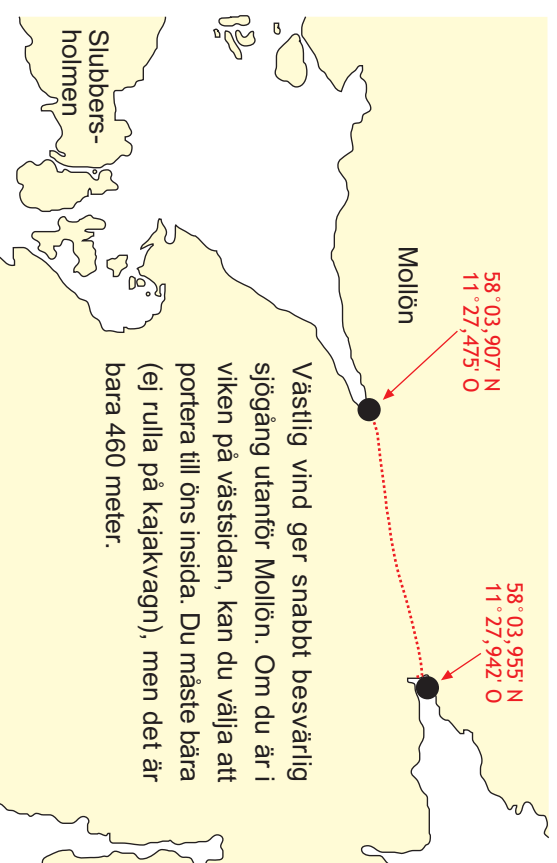 58°03,907' N
11°27,475' O
58°03,955' N
11°27,942' O
Mollön
Slubbers-
holmen
Västlig vind ger snabbt besvärlig
sjögång utanför Mollön. Om du är i
viken på västsidan, kan du välja att
portera till öns insida. Du måste bära
(ej rulla på kajakvagn), men det är
bara 460 meter.